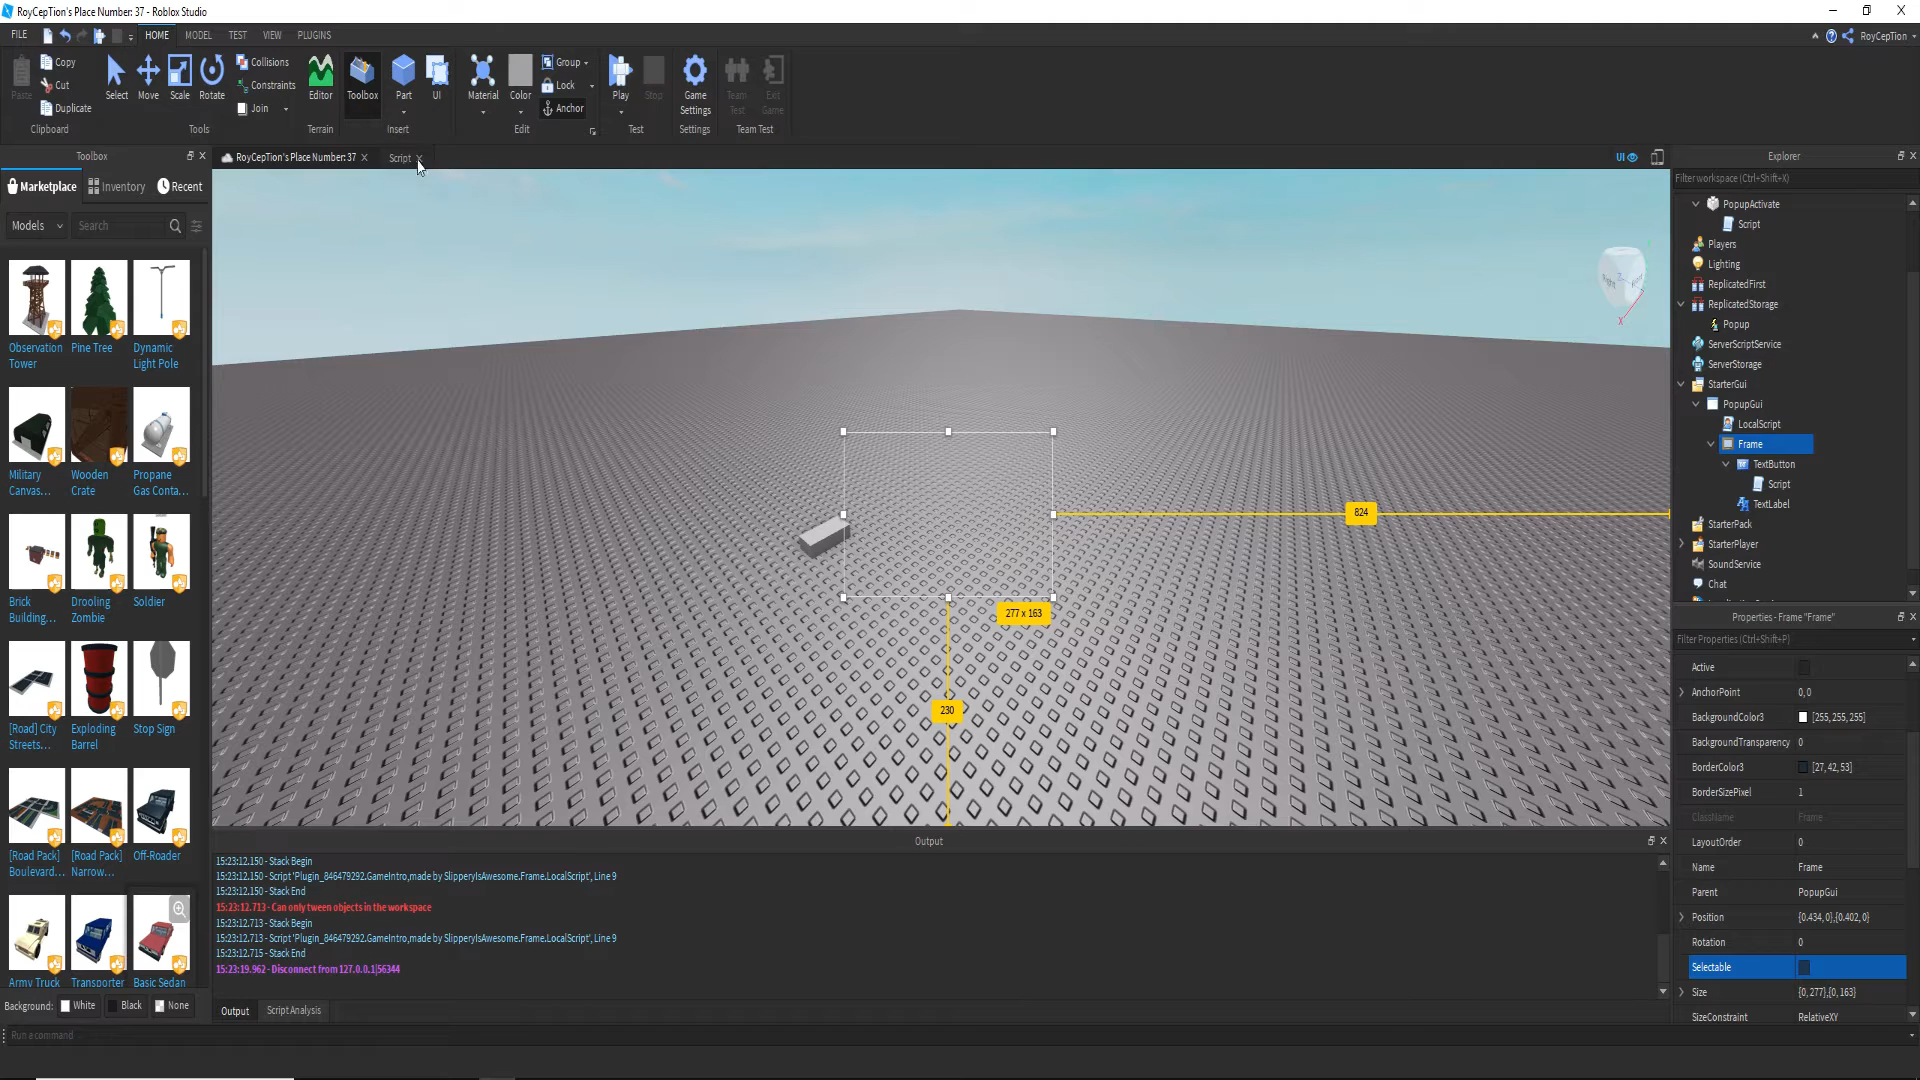 RoyCepTion's Place Number: 37 - Roblox Studio
FILE HOME MODEL TEST VIEW PLUGINS RoyCepTion
Copy Collisions Group
Cut Constraints Lock
Paste Duplicate Select Move Scale Rotate Join Editor Toolbox Part UI Material Color Anchor Play Stop Game Settings Team Test Exit Game
Clipboard Tools Terrain Insert Edit Test Settings Team Test
Toolbox
RoyCepTion's Place Number: 37 Script UI
Marketplace Inventory Recent
Models Search
Observation Tower
Pine Tree
Dynamic Light Pole
Military Canvas...
Wooden Crate
Propane Gas Conta...
Brick Building...
Drooling Zombie
Soldier
[Road] City Streets...
Exploding Barrel
Stop Sign
[Road Pack] Boulevard...
[Road Pack] Narrow...
Off-Roader
Army Truck
Transporter
Basic Sedan
Background: White Black None
Run a command
824
277 x 163
230
Output
15:23:12.150 - Stack Begin
15:23:12.150 - Script 'Plugin_846479292.GameIntro,made by SlipperyIsAwesome.Frame.LocalScript', Line 9
15:23:12.150 - Stack End
15:23:12.713 - Can only tween objects in the workspace
15:23:12.713 - Stack Begin
15:23:12.713 - Script 'Plugin_846479292.GameIntro,made by SlipperyIsAwesome.Frame.LocalScript', Line 9
15:23:12.715 - Stack End
15:23:19.962 - Disconnect from 127.0.0.1|56344
Output Script Analysis
Explorer
Filter workspace (Ctrl+Shift+X)
PopupActivate
Script
Players
Lighting
ReplicatedFirst
ReplicatedStorage
Popup
ServerScriptService
ServerStorage
StarterGui
PopupGui
LocalScript
Frame
TextButton
Script
TextLabel
StarterPack
StarterPlayer
SoundService
Chat
Properties - Frame "Frame"
Filter Properties (Ctrl+Shift+P)
Active
AnchorPoint 0, 0
BackgroundColor3 [255, 255, 255]
BackgroundTransparency 0
BorderColor3 [27, 42, 53]
BorderSizePixel 1
ClassName Frame
LayoutOrder 0
Name Frame
Parent PopupGui
Position {0.434, 0},{0.402, 0}
Rotation 0
Selectable
Size {0, 277},{0, 163}
SizeConstraint RelativeXY